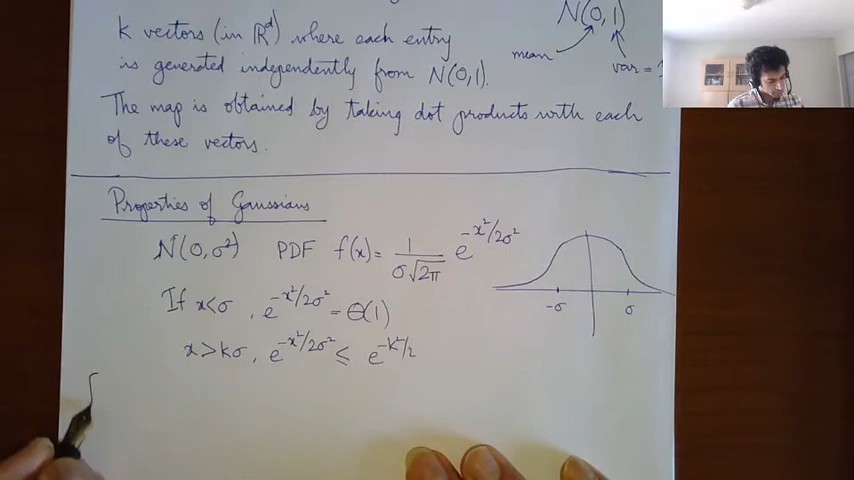 N(0,1)
k vectors (in ℝ^d) where each entry
mean
var = 1
is generated independently from N(0,1).
The map is obtained by taking dot products with each
of these vectors.
Properties of Gaussians
N(0,σ²) PDF f(x) = 1/(σ√2π) e^{-x²/2σ²}
-σ σ
If x<σ, e^{-x²/2σ²} = Θ(1)
x>kσ, e^{-x²/2σ²} ≤ e^{-k²/2}